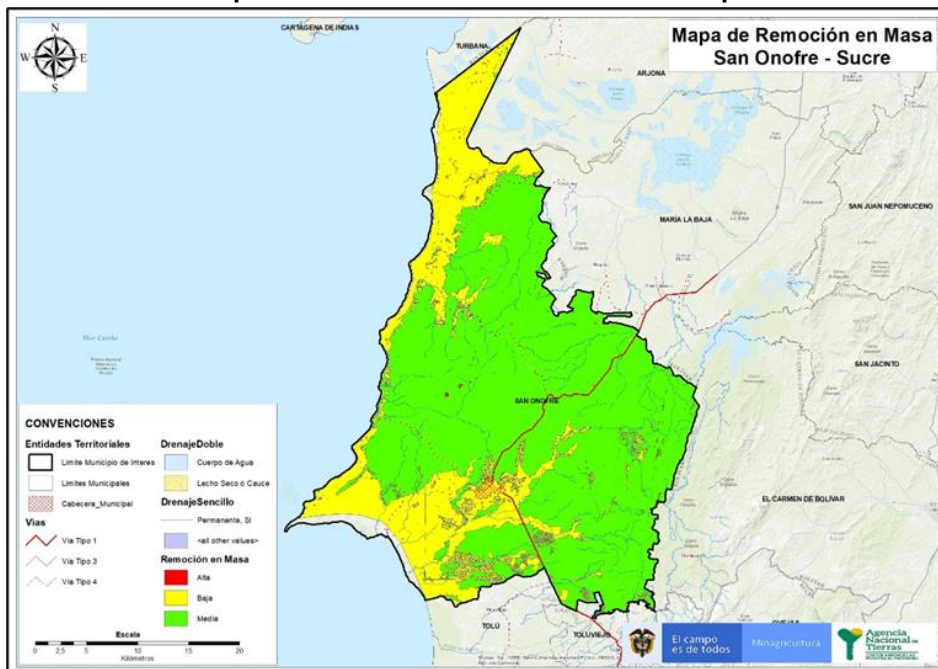 CARTAGENA DE INDIAS
N
W E
S
TURBANA
Mapa de Remoción en Masa
San Onofre - Sucre
ARJONA
SAN JUAN NEPOMUCENO
MARÍA LA BAJA
Mar Caribe
SAN JACINTO
SAN ONOFRE
EL CARMEN DE BOLÍVAR
CONVENCIONES
Entidades Territoriales
Limite Municipio de Interes
Limites Municipales
Cabecera_Municipal
Vias
Via Tipo 1
Via Tipo 3
Via Tipo 4
DrenajeDoble
Cuerpo de Agua
Lecho Seco ó Cauce
DrenajeSencillo
Permanente, SI
<all other values>
Remoción en Masa
Alta
Baja
Media
Escala
0 2.5 5 10 15 20
Kilómetros
TOLÚ
TOLUVIEJO
El campo
es de todos
Minagricultura
Agencia
Nacional de
Tierras